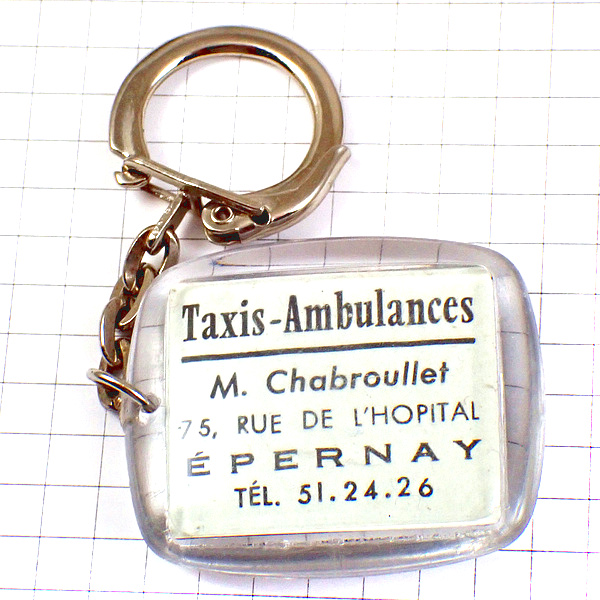 Taxis-Ambulances
M. Chabroullet
75, RUE DE L'HOPITAL
ÉPERNAY
TÉL. 51.24.26